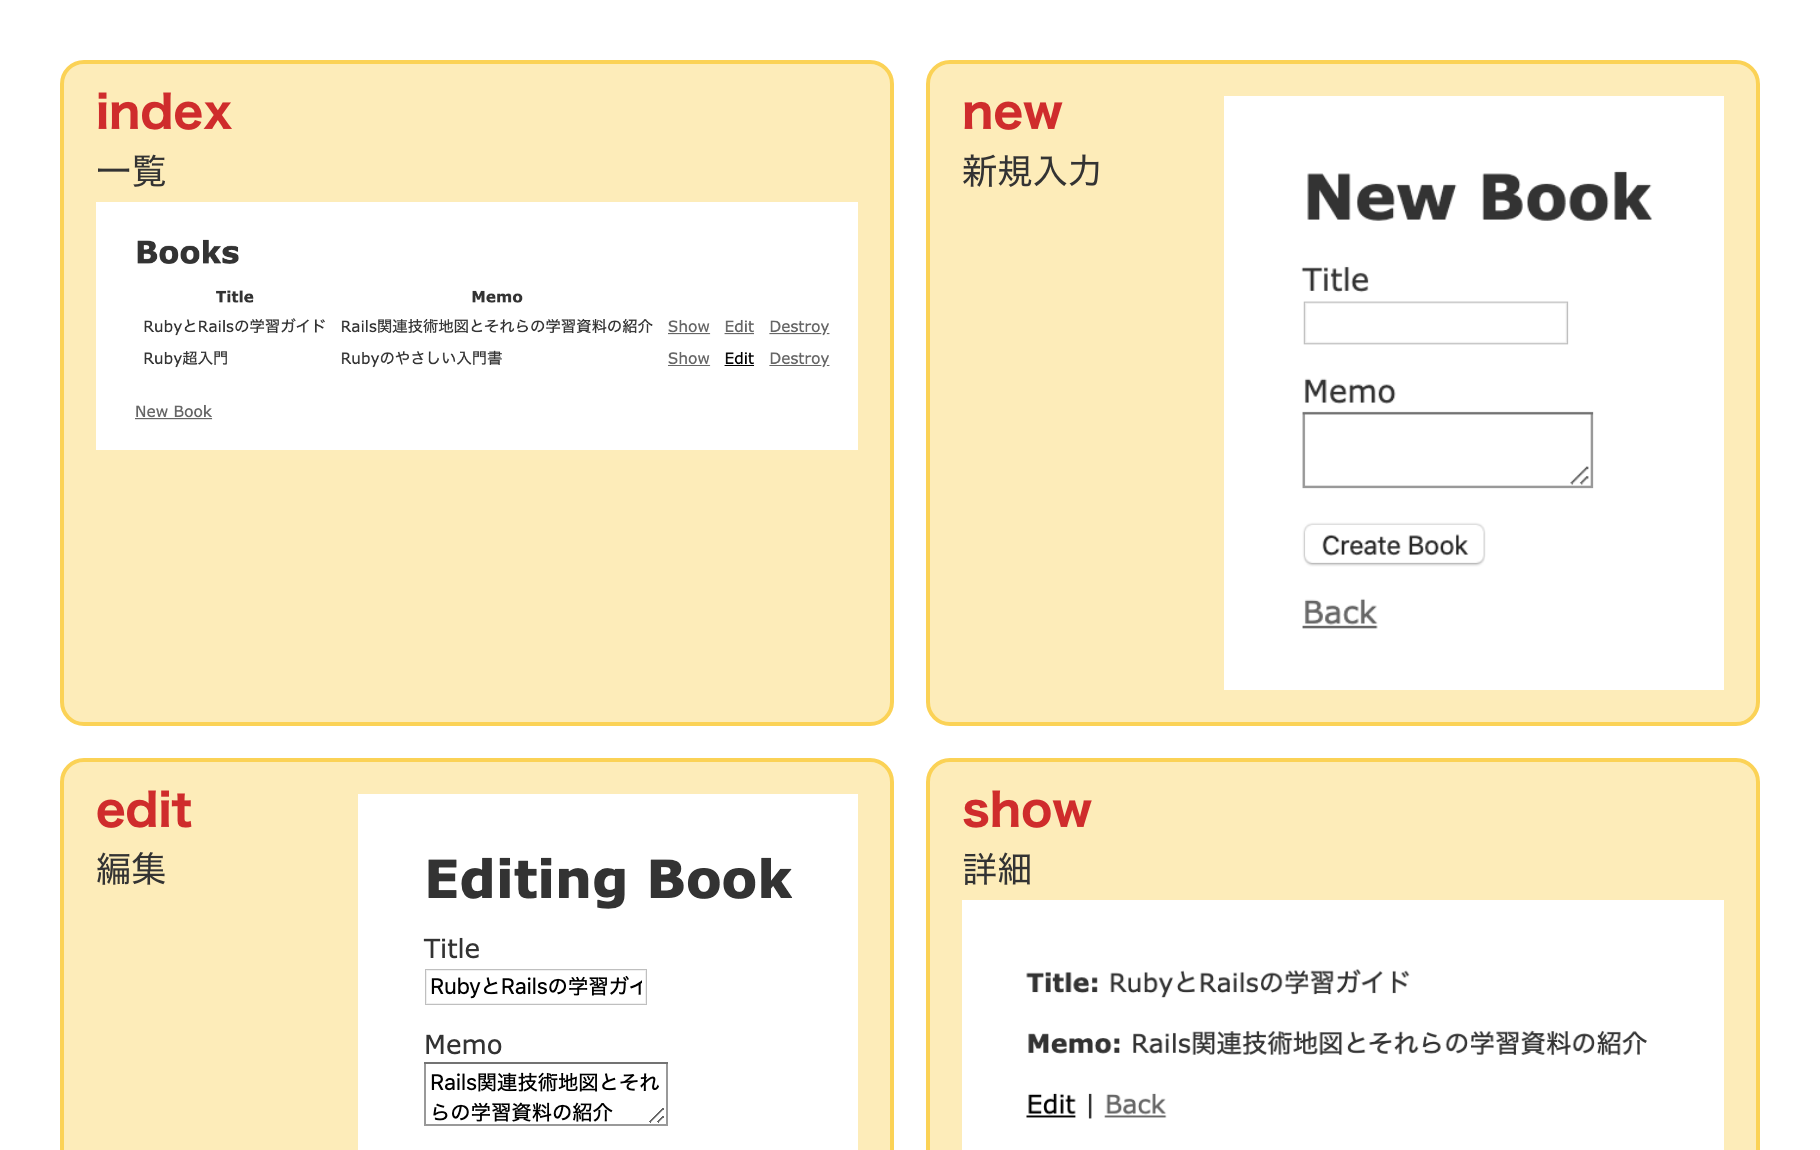 index
一覧
Books
Title Memo
RubyとRailsの学習ガイド Rails関連技術地図とそれらの学習資料の紹介 Show Edit Destroy
Ruby超入門 Rubyのやさしい入門書 Show Edit Destroy
New Book
new
新規入力
New Book
Title
Memo
Create Book
Back
edit
編集
Editing Book
Title
RubyとRailsの学習ガイ
Memo
Rails関連技術地図とそれ
らの学習資料の紹介
show
詳細
Title: RubyとRailsの学習ガイド
Memo: Rails関連技術地図とそれらの学習資料の紹介
Edit | Back